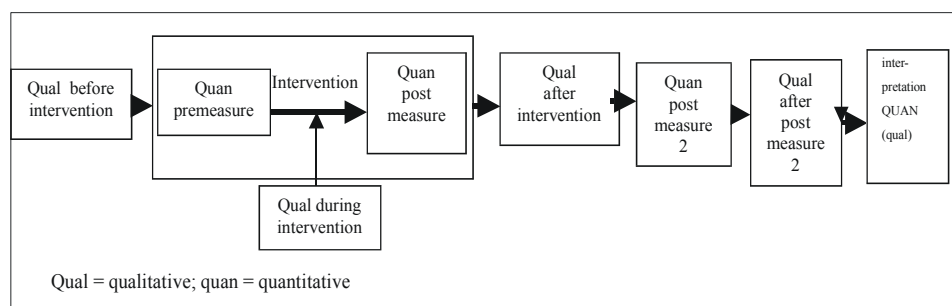 Qual before
intervention
Quan
premeasure
Intervention
Quan
post
measure
Qual during
intervention
Qual
after
intervention
Quan
post
measure
2
Qual
after
post
measure
2
inter-
pretation
QUAN
(qual)
Qual = qualitative; quan = quantitative